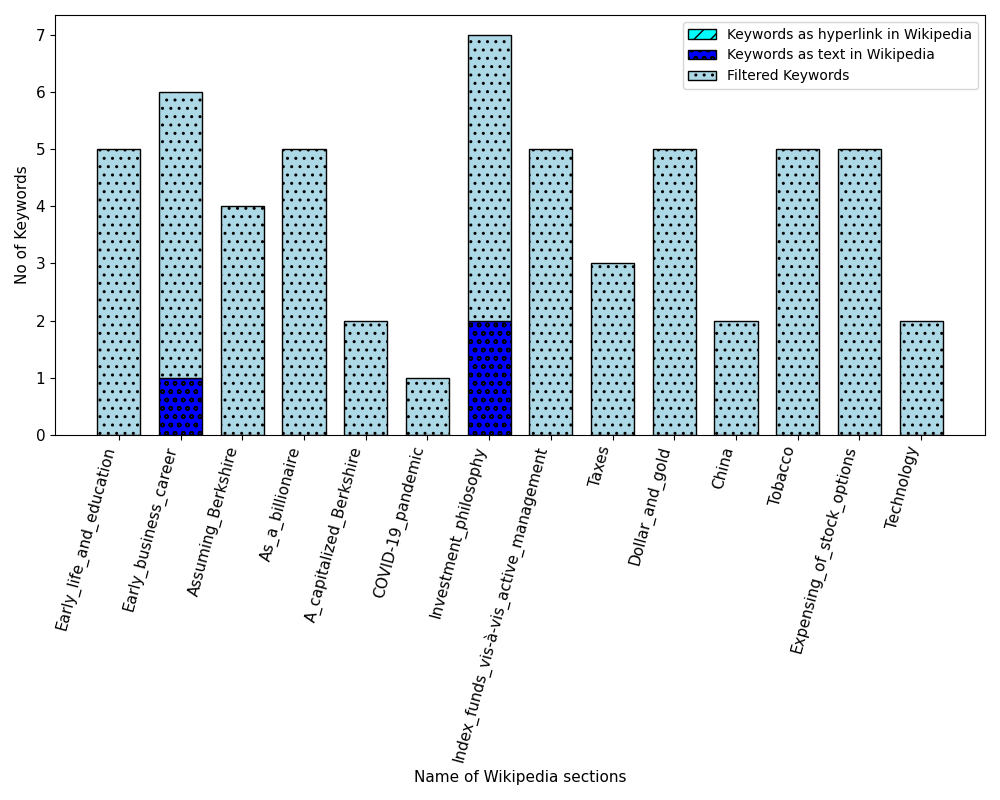 Keywords as hyperlink in Wikipedia
Keywords as text in Wikipedia
Filtered Keywords
No of Keywords
7
6
5
4
3
2
1
0
Early_life_and_education
Early_business_career
Assuming_Berkshire
As_a_billionaire
A_capitalized_Berkshire
COVID-19_pandemic
Investment_philosophy
Index_funds_vis-à-vis_active_management
Taxes
Dollar_and_gold
China
Tobacco
Expensing_of_stock_options
Technology
Name of Wikipedia sections